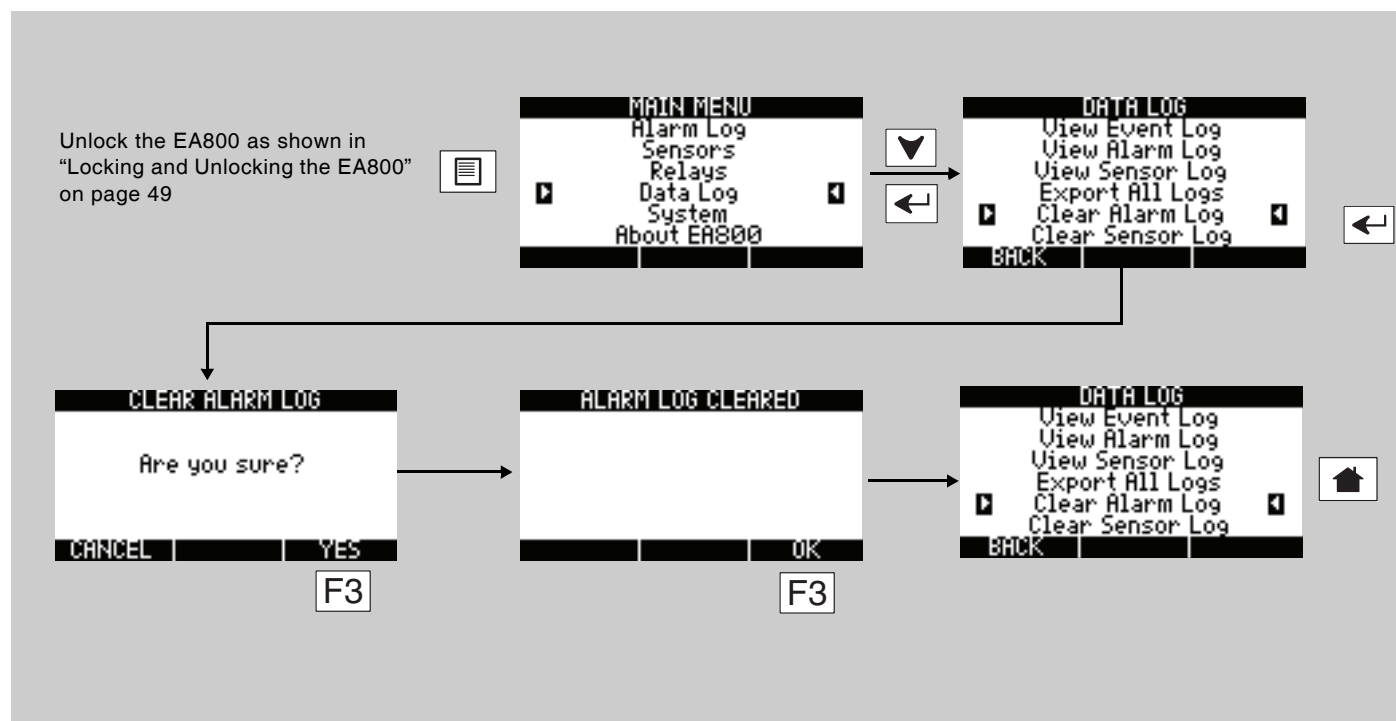 Unlock the EA800 as shown in
“Locking and Unlocking the EA800”
on page 49
MAIN MENU
Alarm Log
Sensors
Relays
Data Log
System
About EA800
DATA LOG
View Event Log
View Alarm Log
View Sensor Log
Export All Logs
Clear Alarm Log
Clear Sensor Log
BACK
CLEAR ALARM LOG
Are you sure?
CANCEL YES
F3
ALARM LOG CLEARED
OK
F3
DATA LOG
View Event Log
View Alarm Log
View Sensor Log
Export All Logs
Clear Alarm Log
Clear Sensor Log
BACK